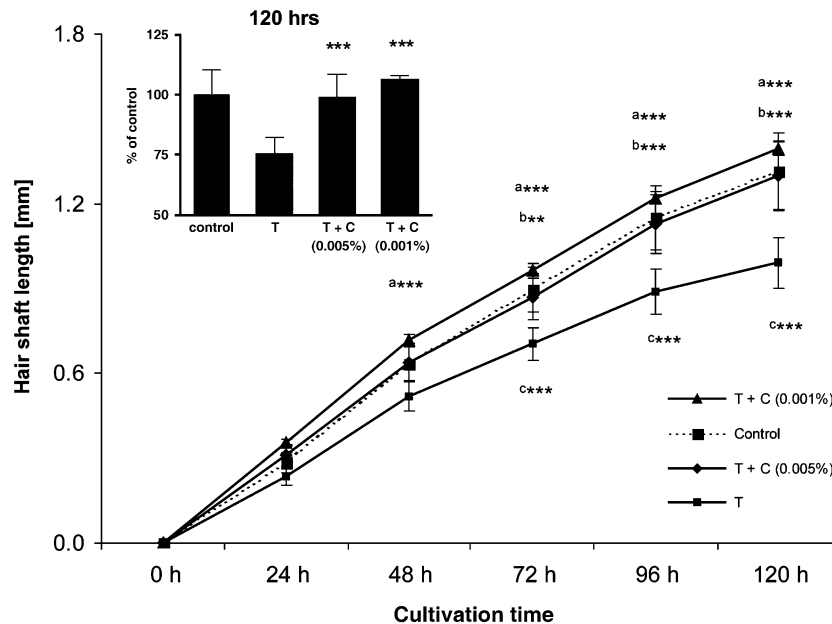 120 hrs
1.8
125
100
75
50
% of control
***
***
control
T
T + C
(0.005%)
T + C
(0.001%)
1.2
0.6
0.0
Hair shaft length [mm]
a***
a***
b**
c***
a***
b***
c***
a***
b***
c***
T + C (0.001%)
Control
T + C (0.005%)
T
0 h
24 h
48 h
72 h
96 h
120 h
Cultivation time